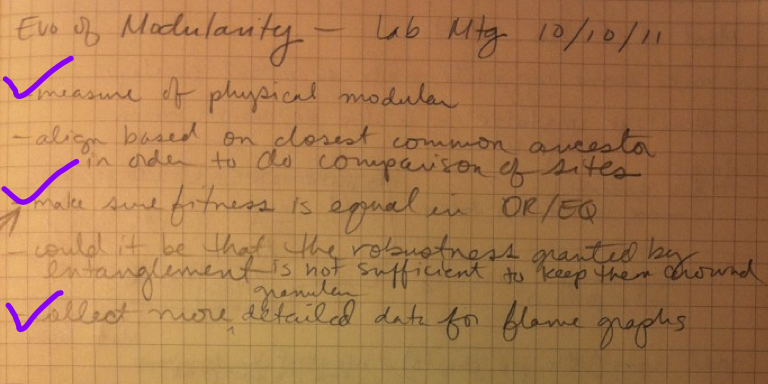 Evo of Modularity — Lab Mtg 10/10/11
- measure of physical modular
- align based on closest common ancestor
in order to do comparison of sites
- make sure fitness is equal in OR/EQ
- could it be that the robustness granted by
entanglement is not sufficient to keep them around
granular
- collect more ^ detailed data for flame graphs